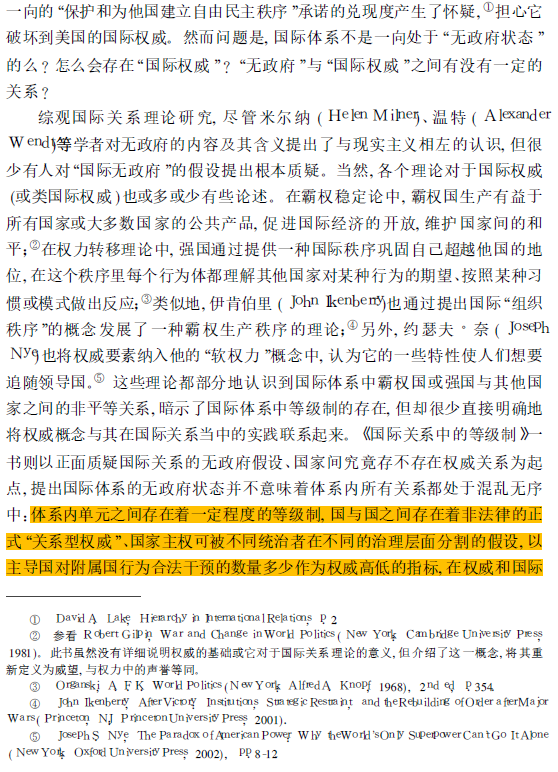 一向的“保护和为他国建立自由民主秩序”承诺的兑现度产生了怀疑,①担心它
破坏到美国的国际权威。然而问题是,国际体系不是一向处于“无政府状态”
的么?怎么会存在“国际权威”?“无政府”与“国际权威”之间有没有一定的
关系?
综观国际关系理论研究,尽管米尔纳(Helen Milner)、温特(Alexander
Wendt)等学者对无政府的内容及其含义提出了与现实主义相左的认识,但很
少有人对“国际无政府”的假设提出根本质疑。当然,各个理论对于国际权威
(或类国际权威)也或多或少有些论述。在霸权稳定论中,霸权国生产有益于
所有国家或大多数国家的公共产品,促进国际经济的开放,维护国家间的和
平;②在权力转移理论中,强国通过提供一种国际秩序巩固自己超越他国的地
位,在这个秩序里每个行为体都理解其他国家对某种行为的期望、按照某种习
惯或模式做出反应;③类似地,伊肯伯里(John Ikenberry)也通过提出国际“组织
秩序”的概念发展了一种霸权生产秩序的理论;④另外,约瑟夫。奈(Joseph
Nye)也将权威要素纳入他的“软权力”概念中,认为它的一些特性使人们想要
追随领导国。⑤ 这些理论都部分地认识到国际体系中霸权国或强国与其他国
家之间的非平等关系,暗示了国际体系中等级制的存在,但却很少直接明确地
将权威概念与其在国际关系当中的实践联系起来。《国际关系中的等级制》一
书则以正面质疑国际关系的无政府假设、国家间究竟存不存在权威关系为起
点,提出国际体系的无政府状态并不意味着体系内所有关系都处于混乱无序
中:体系内单元之间存在着一定程度的等级制,国与国之间存在着非法律的正
式“关系型权威”、国家主权可被不同统治者在不同的治理层面分割的假设,以
主导国对附属国行为合法干预的数量多少作为权威高低的指标,在权威和国际
① David A. Lake, Hierarchy in International Relations, p. 2.
② 参看 Robert Gilpin, War and Change in World Politics (New York, Cambridge University Press,
1981)。此书虽然没有详细说明权威的基础或它对于国际关系理论的意义,但介绍了这一概念,将其重
新定义为威望,与权力中的声誉等同。
③ Organski, A. F. K., World Politics (New York: Alfred A. Knopf, 1968), 2nd ed., p. 354.
④ John Ikenberry, After Victory: Institutions, Strategic Restraint, and the Rebuilding of Order after Major
Wars (Princeton, NJ: Princeton University Press, 2001).
⑤ Joseph S. Nye, The Paradox of American Power: Why the World's Only Superpower Can't Go It Alone
(New York: Oxford University Press, 2002), pp. 8-12